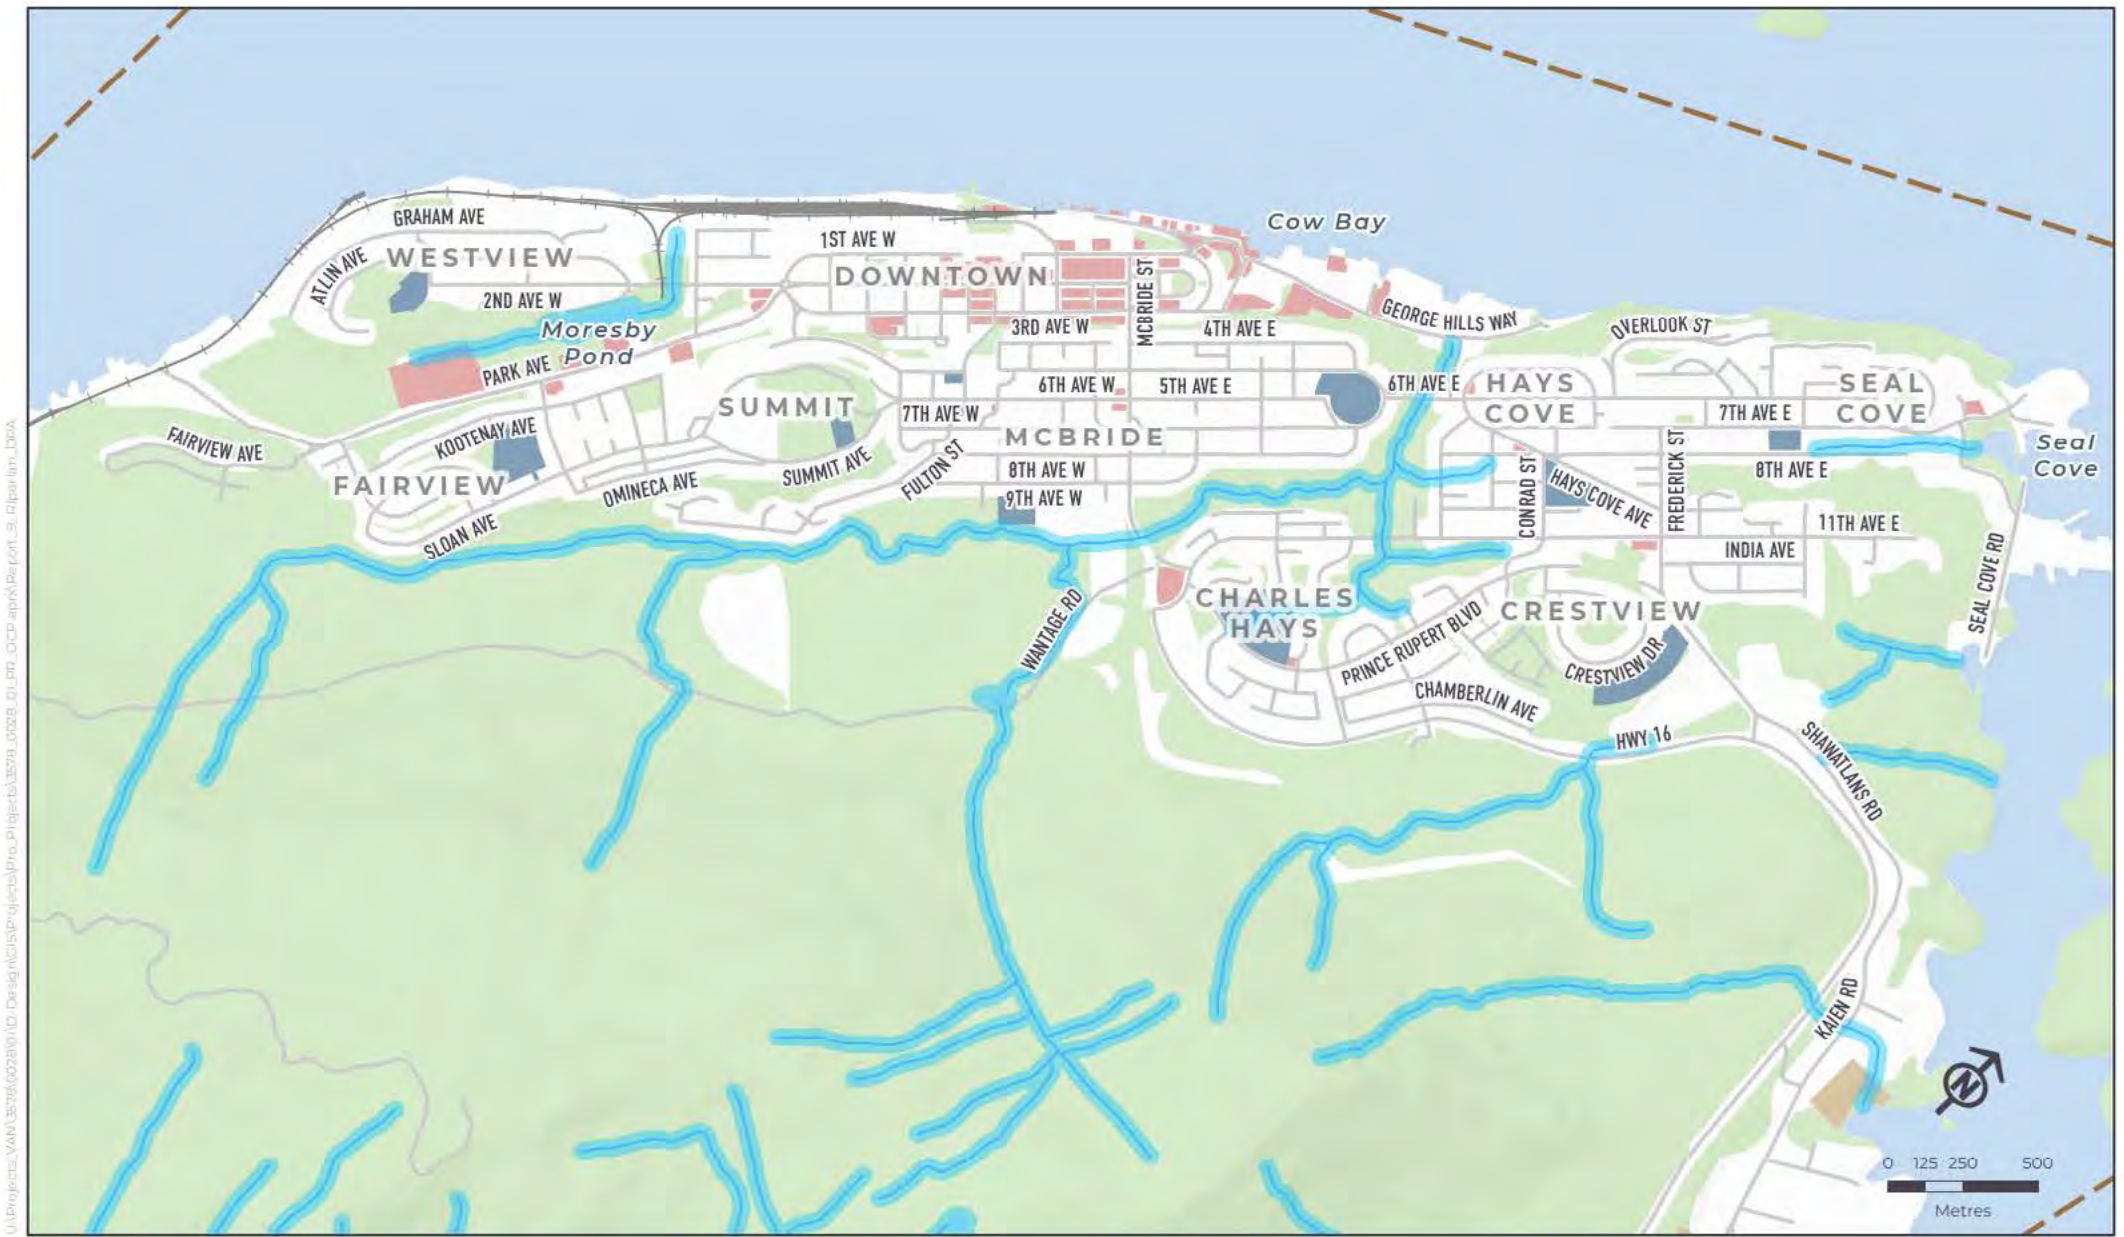 Cow Bay
GRAHAM AVE
1ST AVE W
WESTVIEW
ATLIN AVE
DOWNTOWN
MCBRIDE ST
2ND AVE W
Moresby
Pond
3RD AVE W
4TH AVE E
GEORGE HILLS WAY
OVERLOOK ST
PARK AVE
6TH AVE W
5TH AVE E
6TH AVE E
HAYS
COVE
SEAL
COVE
SUMMIT
7TH AVE W
7TH AVE E
KOOTENAY AVE
FAIRVIEW AVE
MCBRIDE
Seal
Cove
FAIRVIEW
OMINECA AVE
SUMMIT AVE
FULTON ST
8TH AVE W
9TH AVE W
CONRAD ST
HAYS COVE AVE
FREDERICK ST
8TH AVE E
11TH AVE E
SLOAN AVE
INDIA AVE
SEAL COVE RD
WANTAGE RD
CHARLES
HAYS
PRINCE RUPERT BLVD
CRESTVIEW
CRESTVIEW DR
CHAMBERLIN AVE
HWY 16
SHAWATLANS RD
KAIEN RD
N
0 125 250 500
Metres